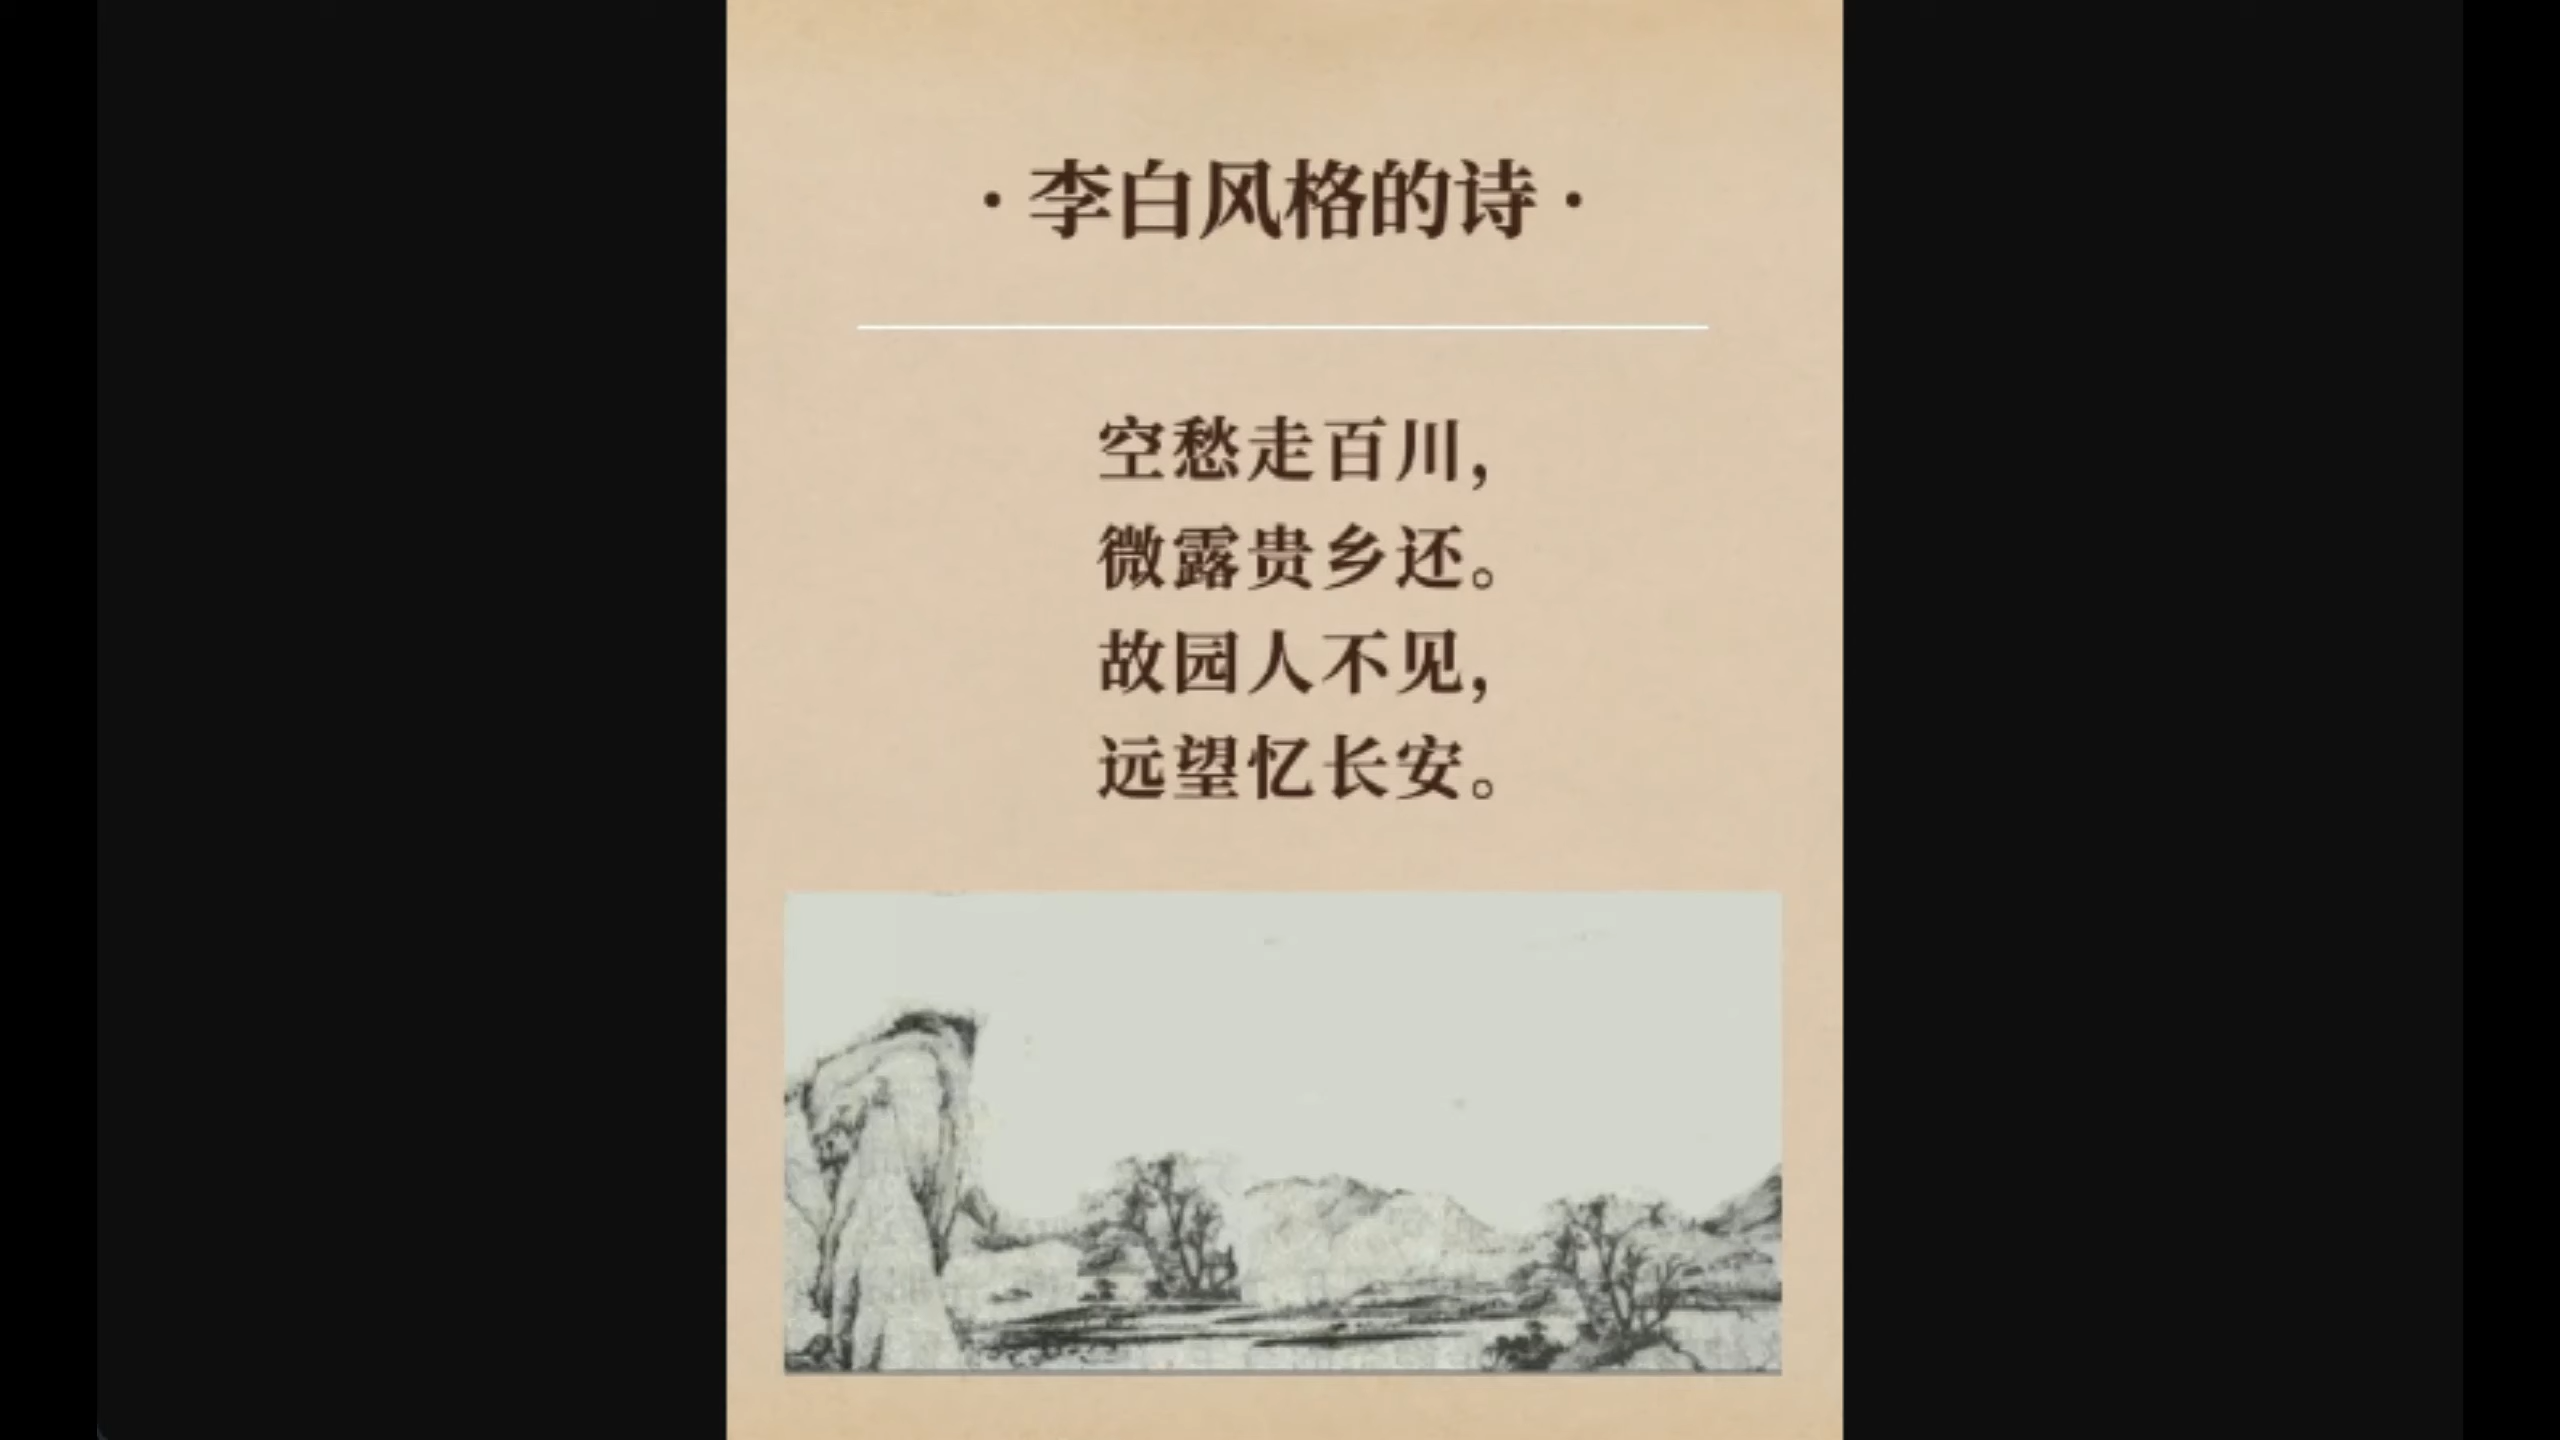 ·李白风格的诗·
空愁走百川，
微露贵乡还。
故园人不见，
远望忆长安。